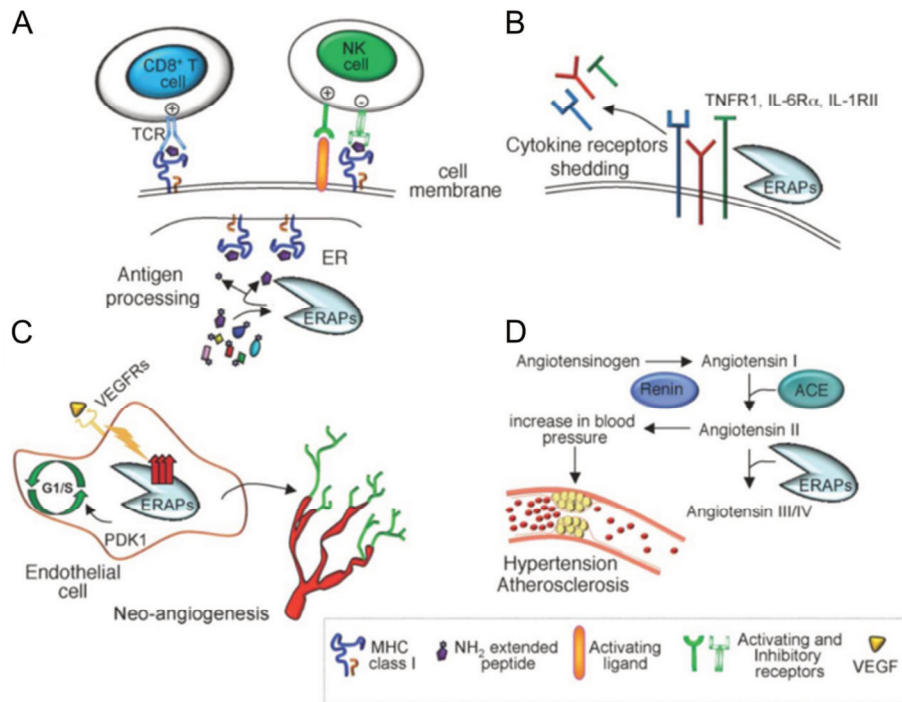 A
CD8+ T
cell
+
TCR
NK
cell
+
-
cell
membrane
ER
Antigen
processing
ERAPs
B
TNFR1, IL-6Rα, IL-1RII
Cytokine receptors
shedding
ERAPs
C
VEGFRs
G1/S
ERAPs
PDK1
Endothelial
cell
Neo-angiogenesis
D
Angiotensinogen
Angiotensin I
Renin
ACE
increase in blood
pressure
Angiotensin II
ERAPs
Angiotensin III/IV
Hypertension
Atherosclerosis
MHC
class I
NH2 extended
peptide
Activating
ligand
Activating and
Inhibitory
receptors
VEGF